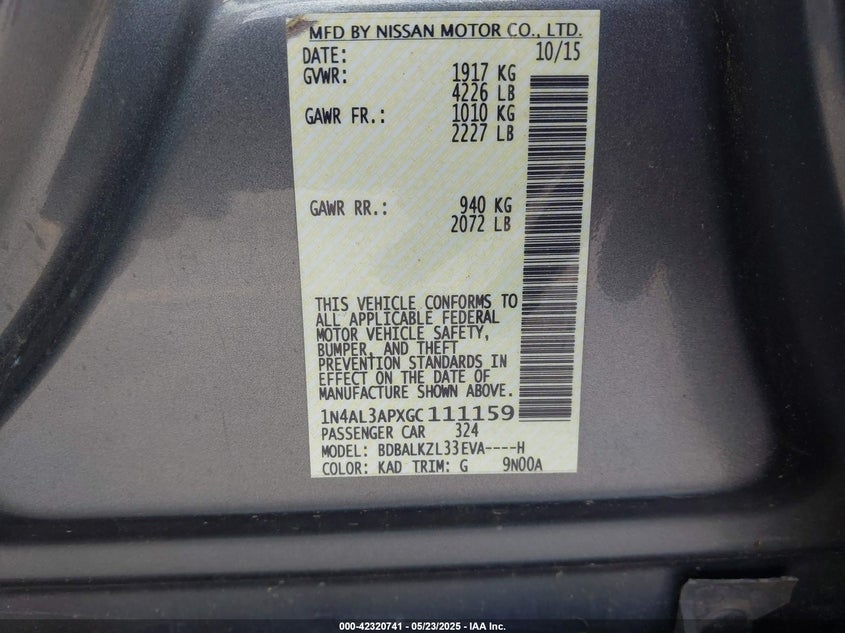 MFD BY NISSAN MOTOR CO., LTD.
DATE: 10/15
GVWR: 1917 KG
4226 LB
GAWR FR.: 1010 KG
2227 LB
GAWR RR.: 940 KG
2072 LB
THIS VEHICLE CONFORMS TO
ALL APPLICABLE FEDERAL
MOTOR VEHICLE SAFETY,
BUMPER, AND THEFT
PREVENTION STANDARDS IN
EFFECT ON THE DATE OF
MANUFACTURE SHOWN ABOVE.
1N4AL3APXGC111159
PASSENGER CAR 324
MODEL: BDBALKZL33EVA----H
COLOR: KAD TRIM: G 9N00A
000-42320741 - 05/23/2025 - IAA Inc.